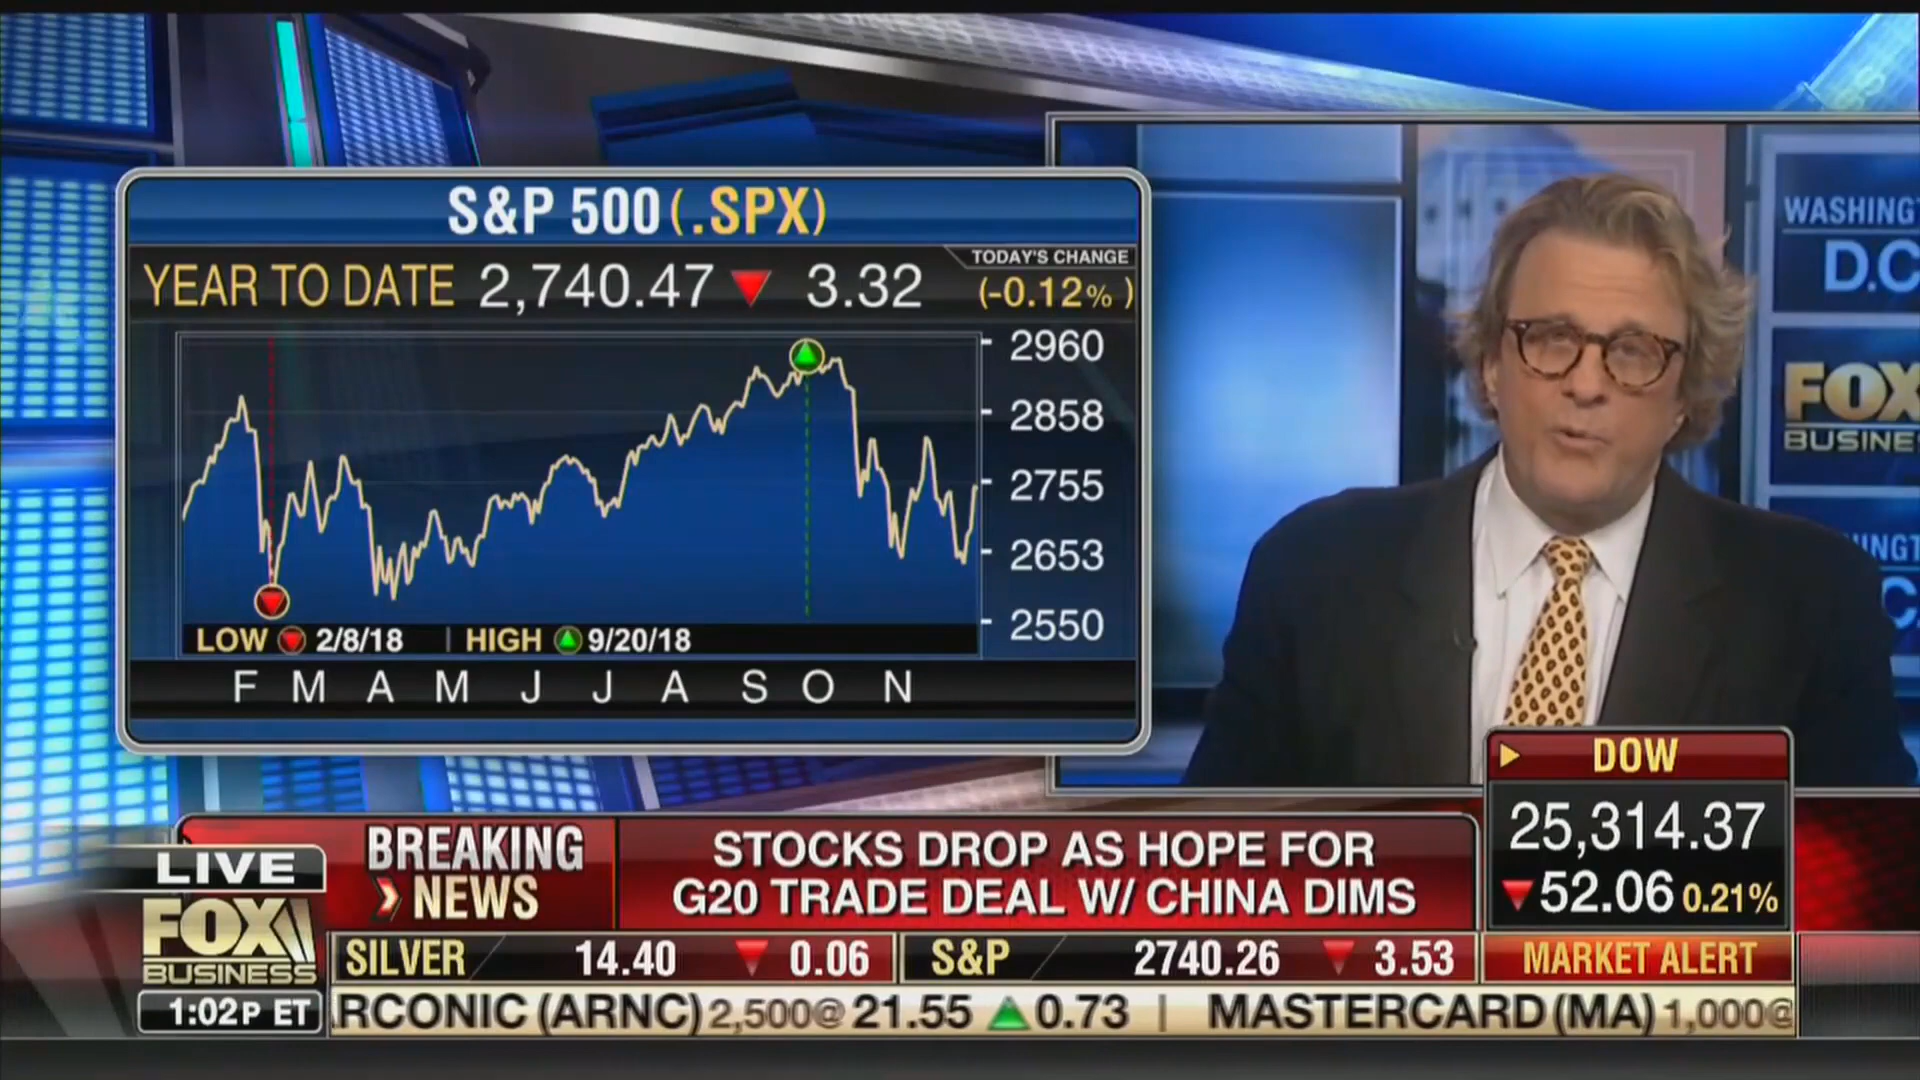 S&P 500 (.SPX)
YEAR TO DATE 2,740.47 ▼ 3.32
TODAY'S CHANGE
(-0.12%)
2960
2858
2755
2653
2550
LOW ▼ 2/8/18 | HIGH ▲ 9/20/18
F M A M J J A S O N
D.C
FOX
BUSINE
DOW
25,314.37
▼ 52.06 0.21%
MARKET ALERT
BREAKING
NEWS
STOCKS DROP AS HOPE FOR
G20 TRADE DEAL W/ CHINA DIMS
LIVE
FOX
BUSINESS
1:02P ET
SILVER 14.40 ▼ 0.06
S&P 2740.26 ▼ 3.53
RCONIC (ARNC) 2,500@ 21.55 ▲ 0.73 | MASTERCARD (MA) 1,000@